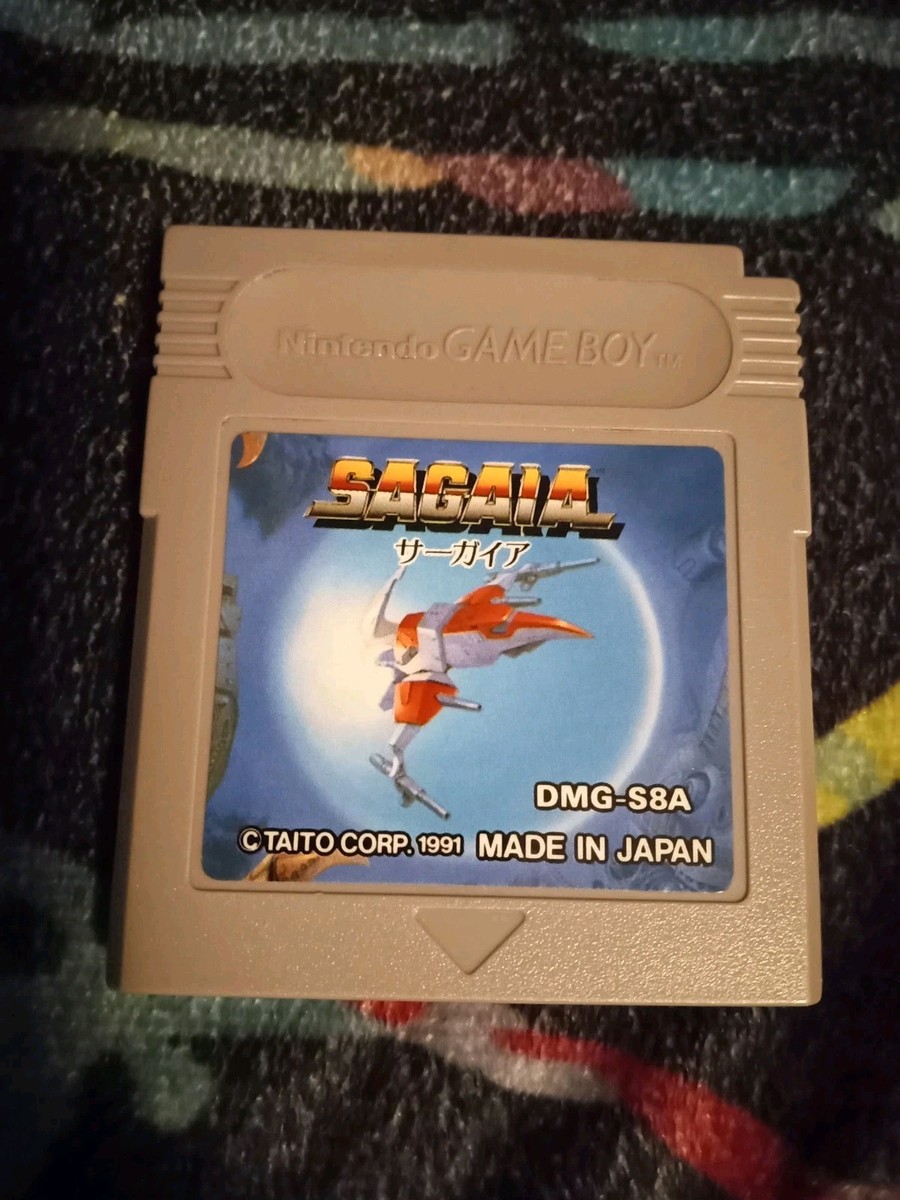 Nintendo GAME BOY TM
SAGAIA
サーガイア
DMG-S8A
© TAITO CORP. 1991 MADE IN JAPAN